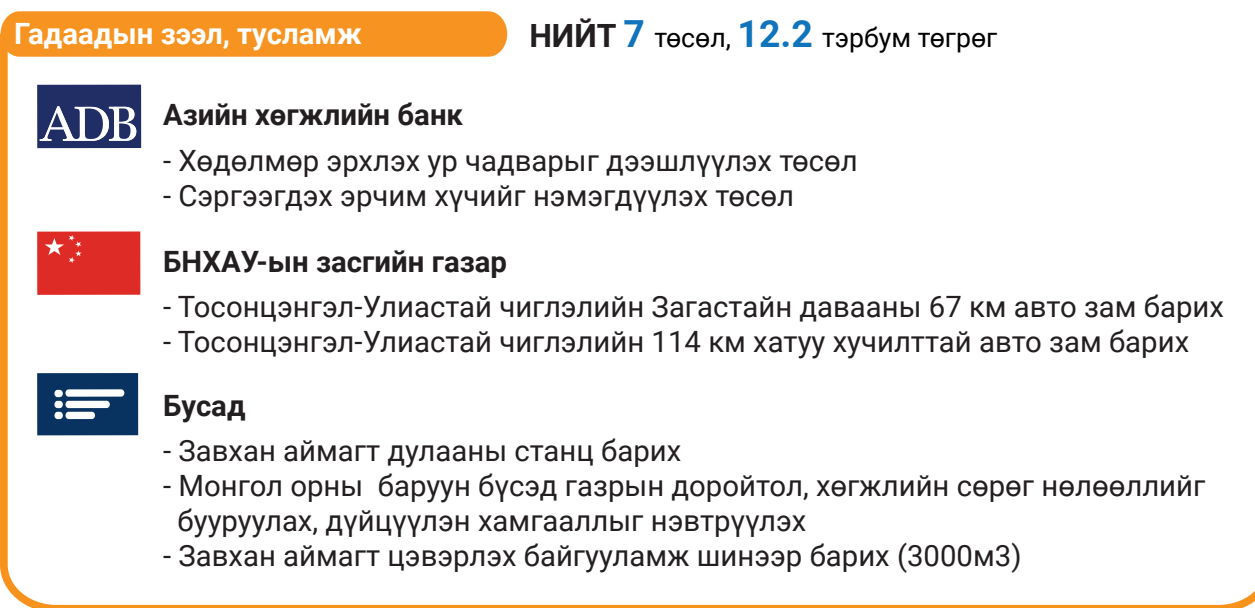 Гадаадын зээл, тусламж НИЙТ 7 төсөл, 12.2 тэрбум төгрөг
ADB Азийн хөгжлийн банк
- Хөдөлмөр эрхлэх ур чадварыг дээшлүүлэх төсөл
- Сэргээгдэх эрчим хүчийг нэмэгдүүлэх төсөл
БНХАУ-ын засгийн газар
- Тосонцэнгэл-Улиастай чиглэлийн Загастайн давааны 67 км авто зам барих
- Тосонцэнгэл-Улиастай чиглэлийн 114 км хатуу хучилттай авто зам барих
Бусад
- Завхан аймагт дулааны станц барих
- Монгол орны баруун бүсэд газрын доройтол, хөгжлийн сөрөг нөлөөллийг
бууруулах, дүйцүүлэн хамгааллыг нэвтрүүлэх
- Завхан аймагт цэвэрлэх байгууламж шинээр барих (3000м3)